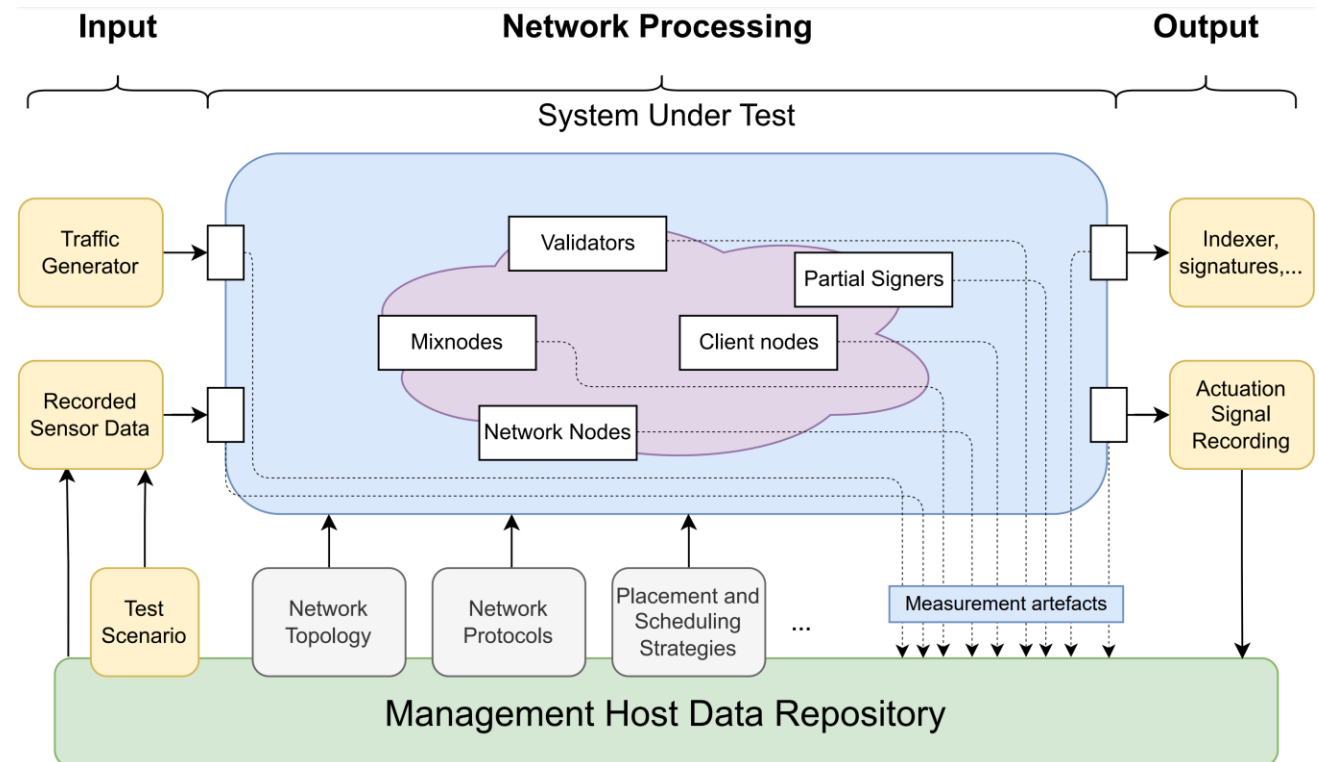 Input
Network Processing
Output
System Under Test
Traffic
Generator
Validators
Partial Signers
Indexer,
signatures,...
Mixnodes
Client nodes
Recorded
Sensor Data
Network Nodes
Actuation
Signal
Recording
Test
Scenario
Network
Topology
Network
Protocols
Placement and
Scheduling
Strategies
...
Measurement artefacts
Management Host Data Repository